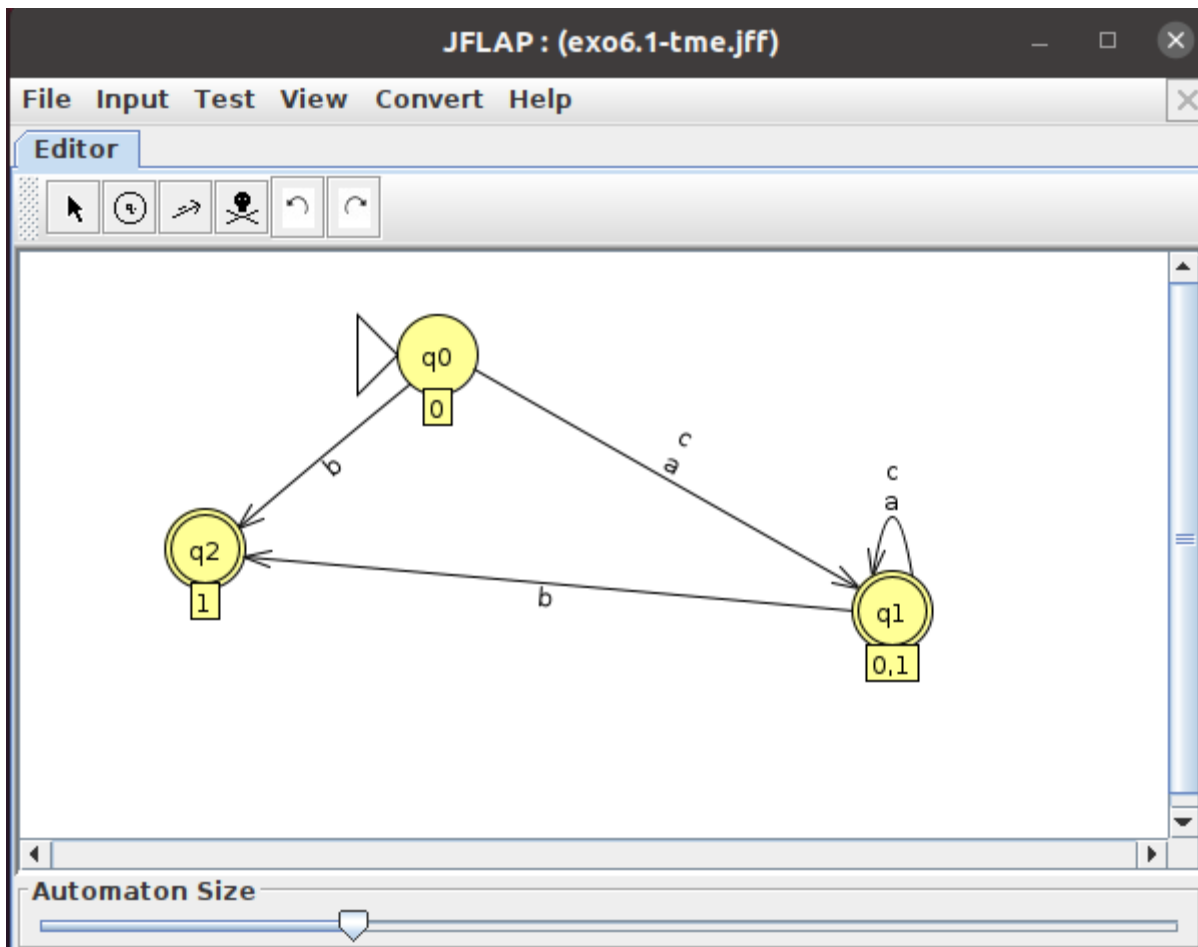 JFLAP : (exo6.1-tme.jff)
File Input Test View Convert Help
Editor
q
q0
0
c
a
b
c
a
q2
1
b
q1
0,1
Automaton Size